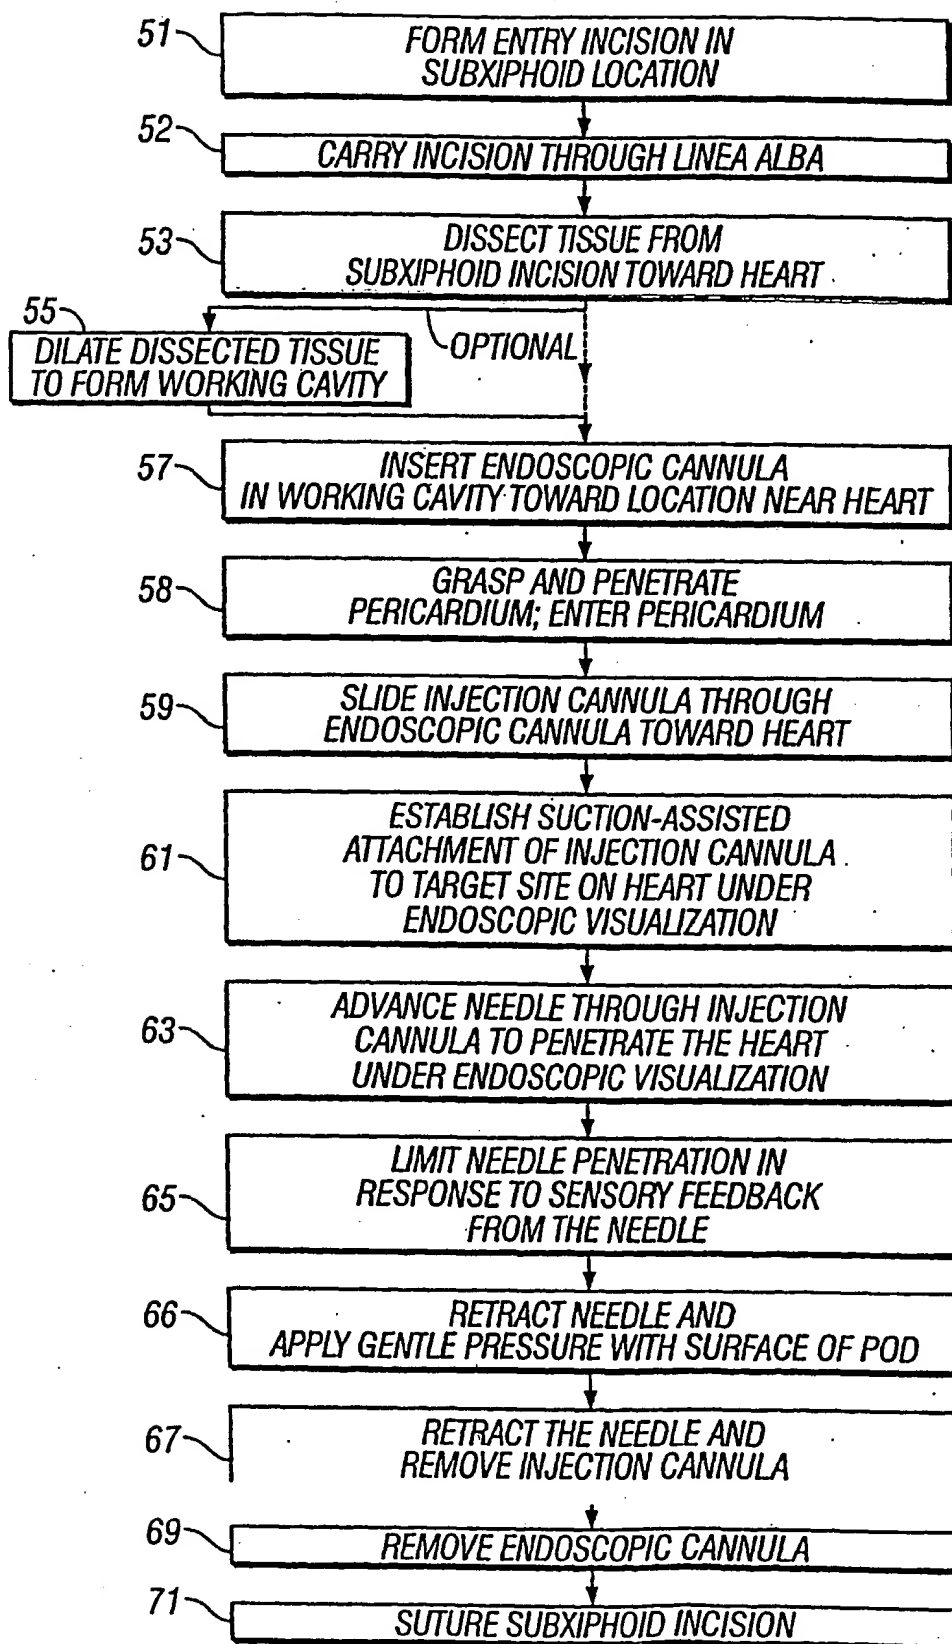 51
FORM ENTRY INCISION IN
SUBXIPHOID LOCATION
52
CARRY INCISION THROUGH LINEA ALBA
53
DISSECT TISSUE FROM
SUBXIPHOID INCISION TOWARD HEART
55
OPTIONAL
DILATE DISSECTED TISSUE
TO FORM WORKING CAVITY
57
INSERT ENDOSCOPIC CANNULA
IN WORKING CAVITY TOWARD LOCATION NEAR HEART
58
GRASP AND PENETRATE
PERICARDIUM; ENTER PERICARDIUM
59
SLIDE INJECTION CANNULA THROUGH
ENDOSCOPIC CANNULA TOWARD HEART
61
ESTABLISH SUCTION-ASSISTED
ATTACHMENT OF INJECTION CANNULA
TO TARGET SITE ON HEART UNDER
ENDOSCOPIC VISUALIZATION
63
ADVANCE NEEDLE THROUGH INJECTION
CANNULA TO PENETRATE THE HEART
UNDER ENDOSCOPIC VISUALIZATION
65
LIMIT NEEDLE PENETRATION IN
RESPONSE TO SENSORY FEEDBACK
FROM THE NEEDLE
66
RETRACT NEEDLE AND
APPLY GENTLE PRESSURE WITH SURFACE OF POD
67
RETRACT THE NEEDLE AND
REMOVE INJECTION CANNULA
69
REMOVE ENDOSCOPIC CANNULA
71
SUTURE SUBXIPHOID INCISION